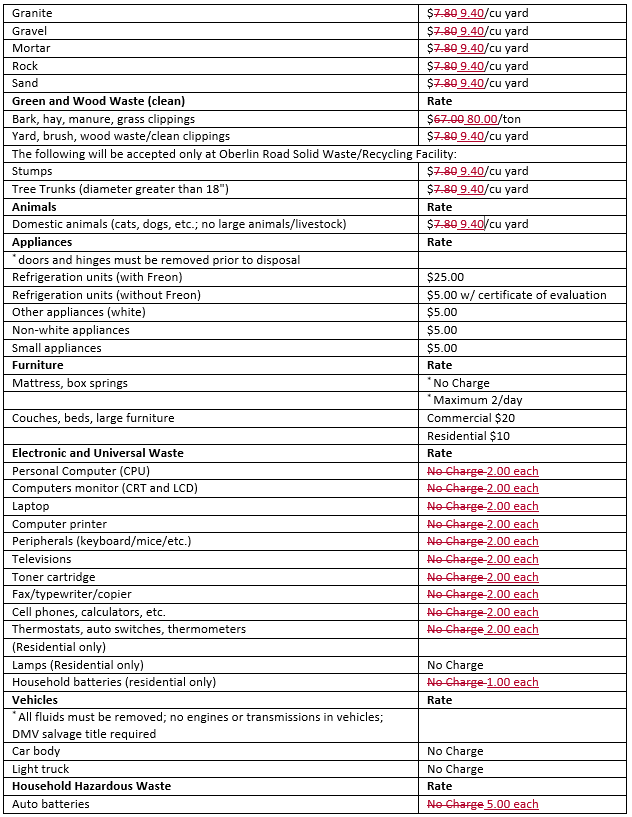 Granite $7.80 9.40/cu yard
Gravel $7.80 9.40/cu yard
Mortar $7.80 9.40/cu yard
Rock $7.80 9.40/cu yard
Sand $7.80 9.40/cu yard
Green and Wood Waste (clean) Rate
Bark, hay, manure, grass clippings $67.00 80.00/ton
Yard, brush, wood waste/clean clippings $7.80 9.40/cu yard
The following will be accepted only at Oberlin Road Solid Waste/Recycling Facility:
Stumps $7.80 9.40/cu yard
Tree Trunks (diameter greater than 18") $7.80 9.40/cu yard
Animals Rate
Domestic animals (cats, dogs, etc.; no large animals/livestock) $7.80 9.40/cu yard
Appliances Rate
*doors and hinges must be removed prior to disposal
Refrigeration units (with Freon) $25.00
Refrigeration units (without Freon) $5.00 w/ certificate of evaluation
Other appliances (white) $5.00
Non-white appliances $5.00
Small appliances $5.00
Furniture Rate
Mattress, box springs *No Charge
*Maximum 2/day
Couches, beds, large furniture Commercial $20
Residential $10
Electronic and Universal Waste Rate
Personal Computer (CPU) No Charge 2.00 each
Computers monitor (CRT and LCD) No Charge 2.00 each
Laptop No Charge 2.00 each
Computer printer No Charge 2.00 each
Peripherals (keyboard/mice/etc.) No Charge 2.00 each
Televisions No Charge 2.00 each
Toner cartridge No Charge 2.00 each
Fax/typewriter/copier No Charge 2.00 each
Cell phones, calculators, etc. No Charge 2.00 each
Thermostats, auto switches, thermometers No Charge 2.00 each
(Residential only)
Lamps (Residential only) No Charge
Household batteries (residential only) No Charge 1.00 each
Vehicles Rate
*All fluids must be removed; no engines or transmissions in vehicles;
DMV salvage title required
Car body No Charge
Light truck No Charge
Household Hazardous Waste Rate
Auto batteries No Charge 5.00 each